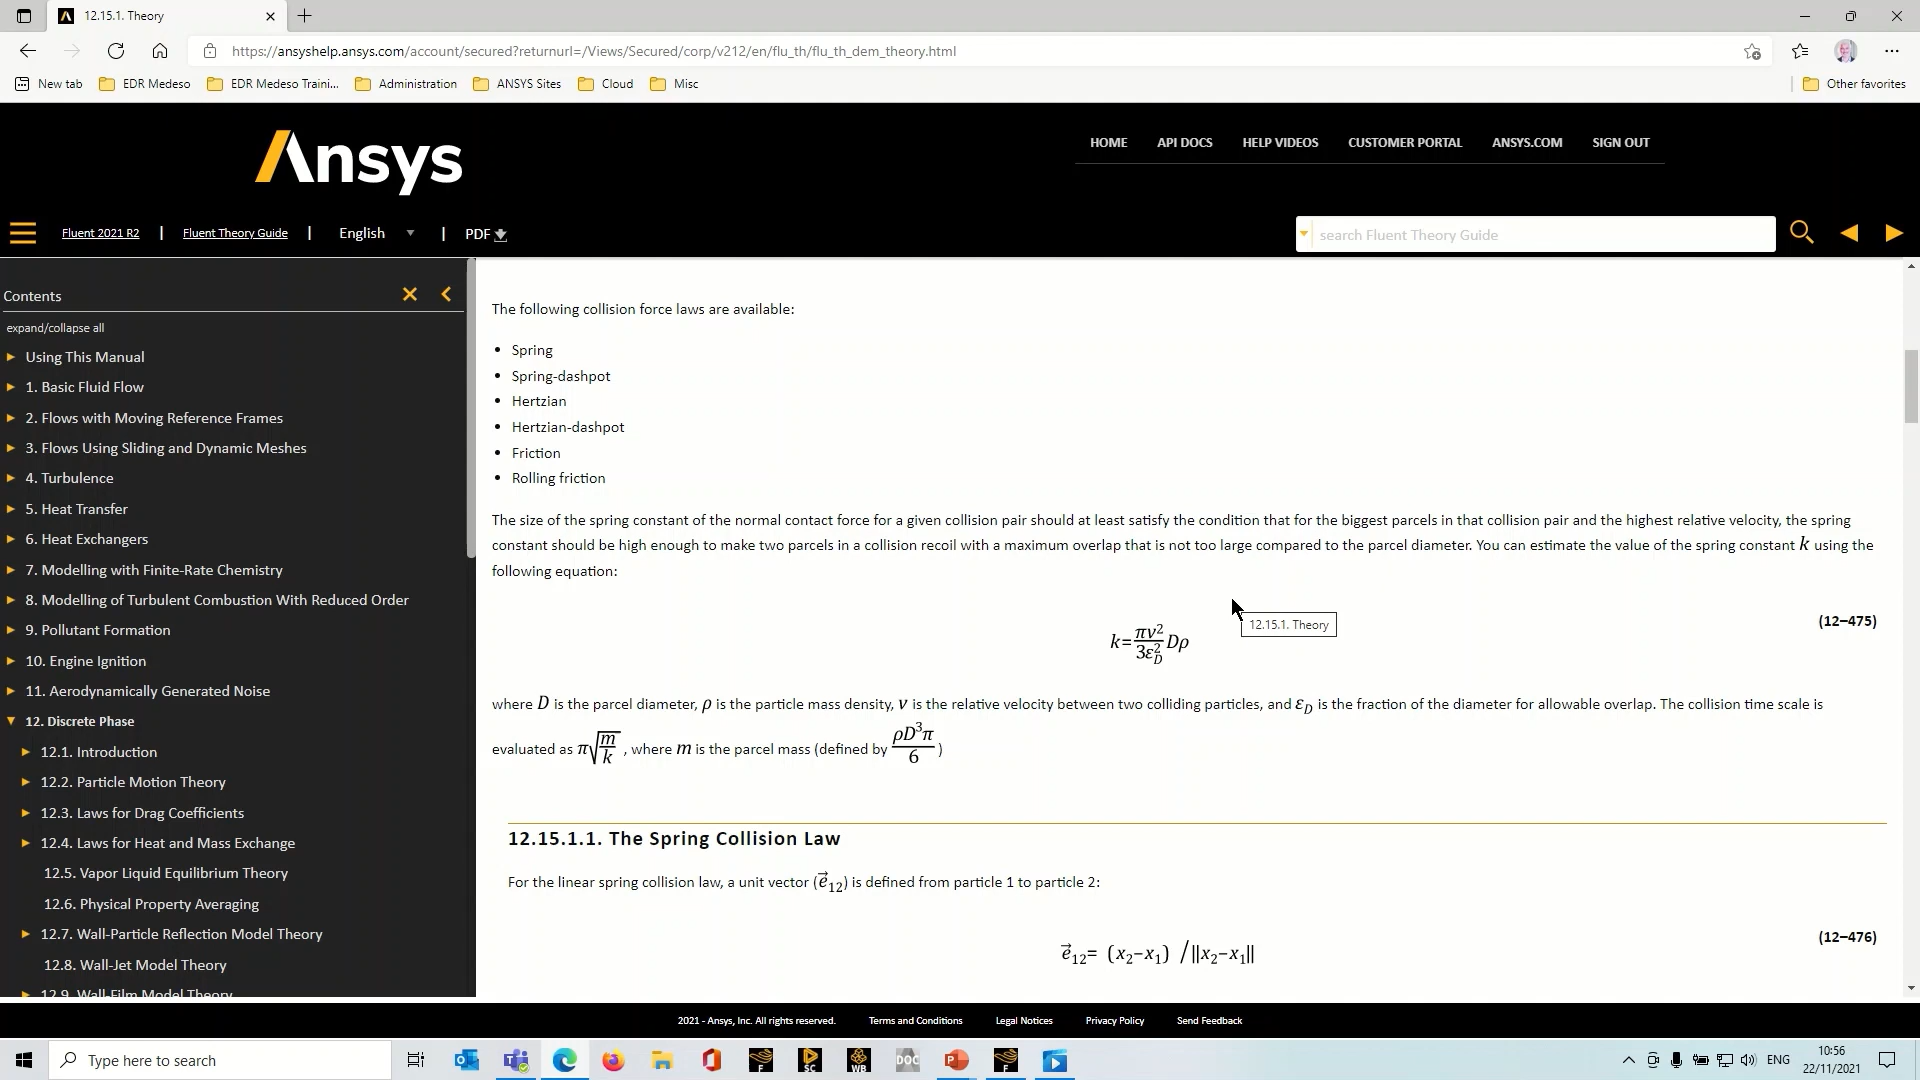 12.15.1. Theory
https://ansyshelp.ansys.com/account/secured?returnurl=/Views/Secured/corp/v212/en/flu_th/flu_th_dem_theory.html
New tab EDR Medeso EDR Medeso Traini... Administration ANSYS Sites Cloud Misc Other favorites
Ansys
HOME API DOCS HELP VIDEOS CUSTOMER PORTAL ANSYS.COM SIGN OUT
Fluent 2021 R2 | Fluent Theory Guide | English | PDF search Fluent Theory Guide
Contents
expand/collapse all
Using This Manual
1. Basic Fluid Flow
2. Flows with Moving Reference Frames
3. Flows Using Sliding and Dynamic Meshes
4. Turbulence
5. Heat Transfer
6. Heat Exchangers
7. Modelling with Finite-Rate Chemistry
8. Modelling of Turbulent Combustion With Reduced Order
9. Pollutant Formation
10. Engine Ignition
11. Aerodynamically Generated Noise
12. Discrete Phase
12.1. Introduction
12.2. Particle Motion Theory
12.3. Laws for Drag Coefficients
12.4. Laws for Heat and Mass Exchange
12.5. Vapor Liquid Equilibrium Theory
12.6. Physical Property Averaging
12.7. Wall-Particle Reflection Model Theory
12.8. Wall-Jet Model Theory
12.9. Wall-Film Model Theory
The following collision force laws are available:
• Spring
• Spring-dashpot
• Hertzian
• Hertzian-dashpot
• Friction
• Rolling friction
The size of the spring constant of the normal contact force for a given collision pair should at least satisfy the condition that for the biggest parcels in that collision pair and the highest relative velocity, the spring
constant should be high enough to make two parcels in a collision recoil with a maximum overlap that is not too large compared to the parcel diameter. You can estimate the value of the spring constant k using the
following equation:
k=πν²/3ε_D² Dρ (12–475)
12.15.1. Theory
where D is the parcel diameter, ρ is the particle mass density, ν is the relative velocity between two colliding particles, and ε_D is the fraction of the diameter for allowable overlap. The collision time scale is
evaluated as π√(m/k) , where m is the parcel mass (defined by ρD³π/6 )
12.15.1.1. The Spring Collision Law
For the linear spring collision law, a unit vector (e⃗₁₂) is defined from particle 1 to particle 2:
e⃗₁₂= (x₂−x₁) /‖x₂−x₁‖ (12–476)
2021 - Ansys, Inc. All rights reserved. Terms and Conditions Legal Notices Privacy Policy Send Feedback
Type here to search
F SC WB DOC P F
ENG
10:56
22/11/2021